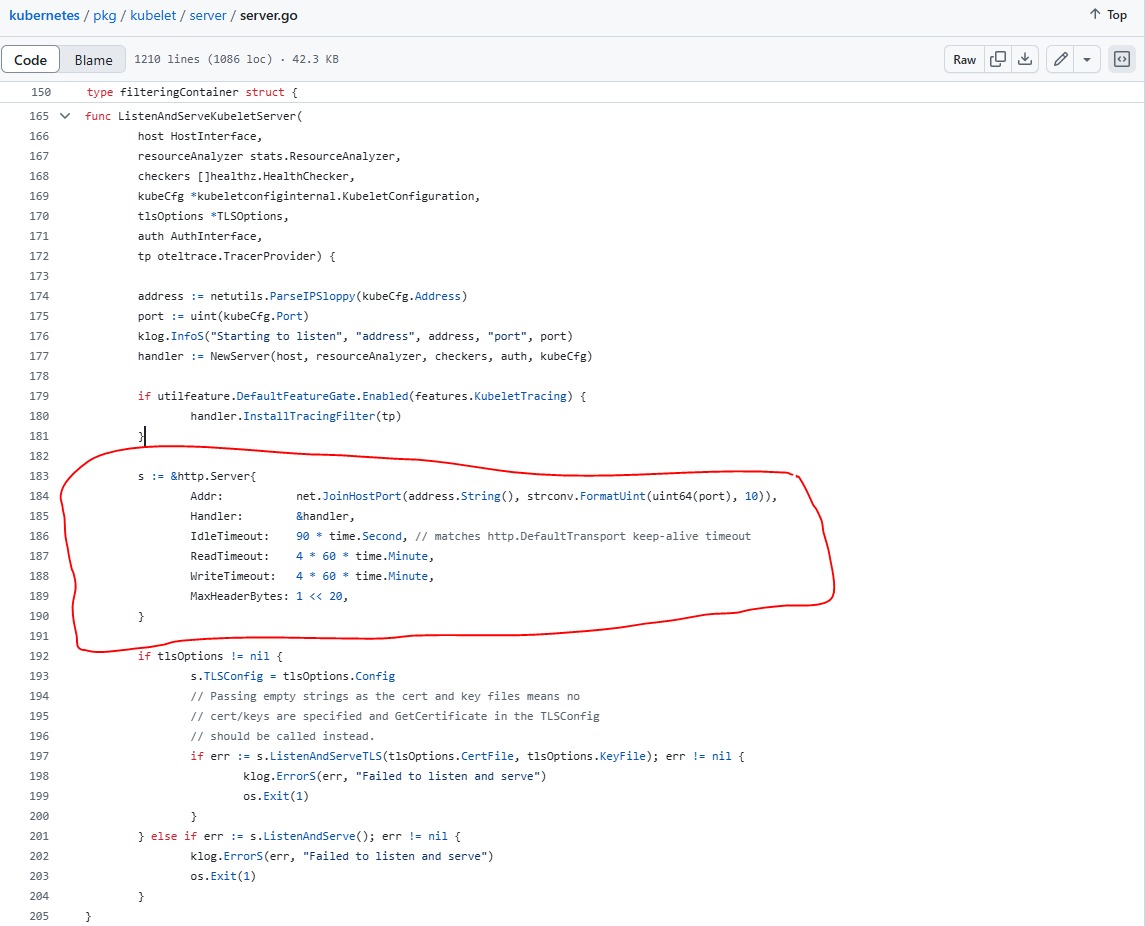 kubernetes / pkg / kubelet / server / server.go
Top
Code Blame 1210 lines (1086 loc) · 42.3 KB Raw
150 type filteringContainer struct {
165 func ListenAndServeKubeletServer(
166 host HostInterface,
167 resourceAnalyzer stats.ResourceAnalyzer,
168 checkers []healthz.HealthChecker,
169 kubeCfg *kubeletconfiginternal.KubeletConfiguration,
170 tlsOptions *TLSOptions,
171 auth AuthInterface,
172 tp oteltrace.TracerProvider) {
173
174 address := netutils.ParseIPSloppy(kubeCfg.Address)
175 port := uint(kubeCfg.Port)
176 klog.InfoS("Starting to listen", "address", address, "port", port)
177 handler := NewServer(host, resourceAnalyzer, checkers, auth, kubeCfg)
178
179 if utilfeature.DefaultFeatureGate.Enabled(features.KubeletTracing) {
180 handler.InstallTracingFilter(tp)
181 }
182
183 s := &http.Server{
184 Addr: net.JoinHostPort(address.String(), strconv.FormatUint(uint64(port), 10)),
185 Handler: &handler,
186 IdleTimeout: 90 * time.Second, // matches http.DefaultTransport keep-alive timeout
187 ReadTimeout: 4 * 60 * time.Minute,
188 WriteTimeout: 4 * 60 * time.Minute,
189 MaxHeaderBytes: 1 << 20,
190 }
191
192 if tlsOptions != nil {
193 s.TLSConfig = tlsOptions.Config
194 // Passing empty strings as the cert and key files means no
195 // cert/keys are specified and GetCertificate in the TLSConfig
196 // should be called instead.
197 if err := s.ListenAndServeTLS(tlsOptions.CertFile, tlsOptions.KeyFile); err != nil {
198 klog.ErrorS(err, "Failed to listen and serve")
199 os.Exit(1)
200 }
201 } else if err := s.ListenAndServe(); err != nil {
202 klog.ErrorS(err, "Failed to listen and serve")
203 os.Exit(1)
204 }
205 }